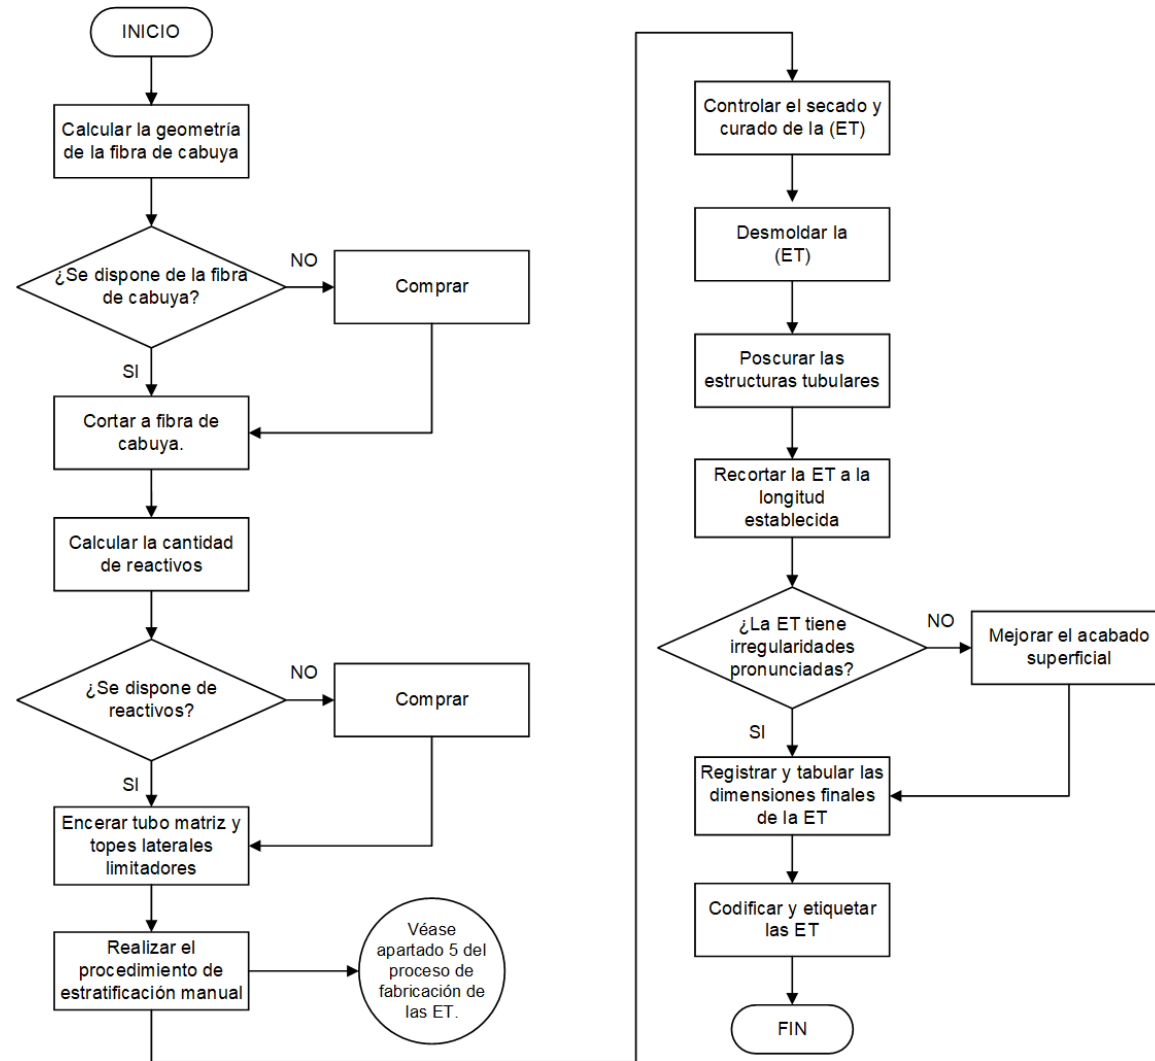 INICIO
Calcular la geometría
de la fibra de cabuya
¿Se dispone de la fibra
de cabuya?
NO
Comprar
SI
Cortar a fibra de
cabuya.
Calcular la cantidad
de reactivos
¿Se dispone de
reactivos?
NO
Comprar
SI
Encerar tubo matriz y
topes laterales
limitadores
Realizar el
procedimiento de
estratificación manual
Véase
apartado 5 del
proceso de
fabricación de
las ET.
Controlar el secado y
curado de la (ET)
Desmoldar la
(ET)
Poscurar las
estructuras tubulares
Recortar la ET a la
longitud
establecida
¿La ET tiene
irregularidades
pronunciadas?
NO
Mejorar el acabado
superficial
SI
Registrar y tabular las
dimensiones finales
de la ET
Codificar y etiquetar
las ET
FIN